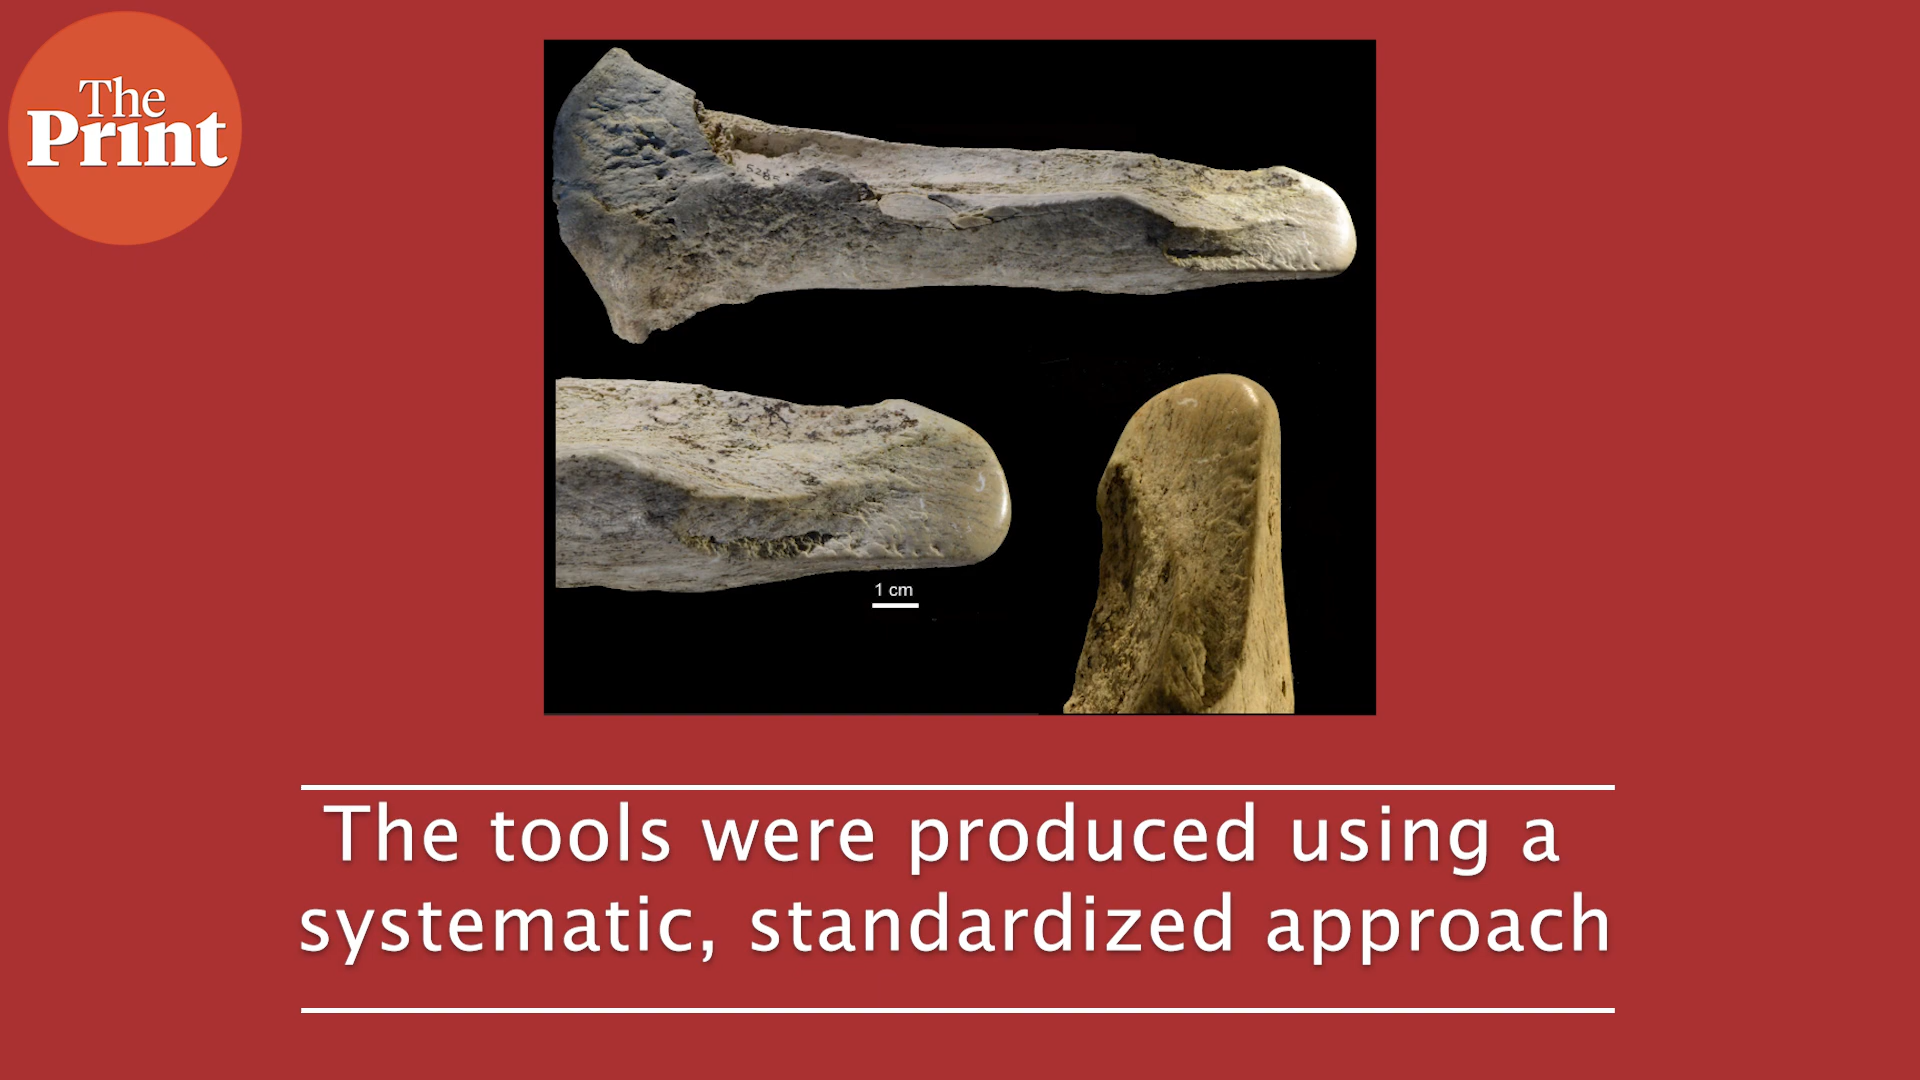 The
Print
1 cm
The tools were produced using a
systematic, standardized approach